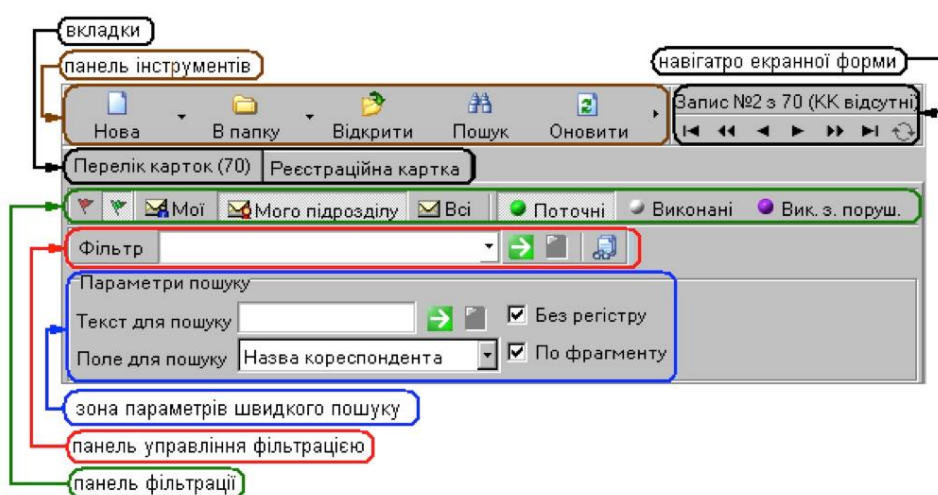 вкладки
панель інструментів
навігатро екранної форми
Нова В папку Відкрити Пошук Оновити
Запис №2 з 70 (КК відсутні)
Перелік карток (70) Реєстраційна картка
Мої Мого підрозділу Всі Поточні Виконані Вик. з. поруш.
Фільтр
Параметри пошуку
Текст для пошуку Без регістру
Поле для пошуку Назва кореспондента По фрагменту
зона параметрів швидкого пошуку
панель управління фільтрацією
панель фільтрації